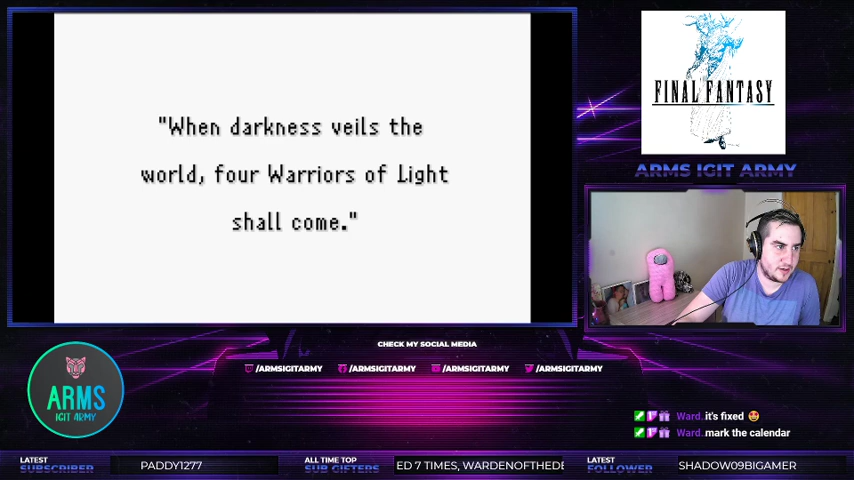 "When darkness veils the
world, four Warriors of Light
shall come."
FINAL FANTASY
ARMS IGIT ARMY
CHECK MY SOCIAL MEDIA
/ARMSIGITARMY /ARMSIGITARMY /ARMSIGITARMY /ARMSIGITARMY
ARMS
IGIT ARMY
Ward. it's fixed
Ward. mark the calendar
LATEST
SUBSCRIBER
PADDY1277
ALL TIME TOP
SUB GIFTERS
ED 7 TIMES, WARDENOFTHEDE
LATEST
FOLLOWER
SHADOW09BIGAMER